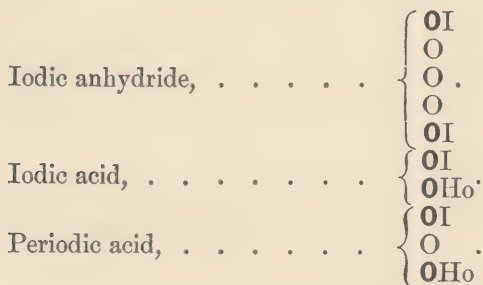 OI
O
Iodic anhydride, . . . . . O .
O
OI
Iodic acid, . . . . . . . OI
OHo.
OI
Periodic acid, . . . . . . O .
OHo